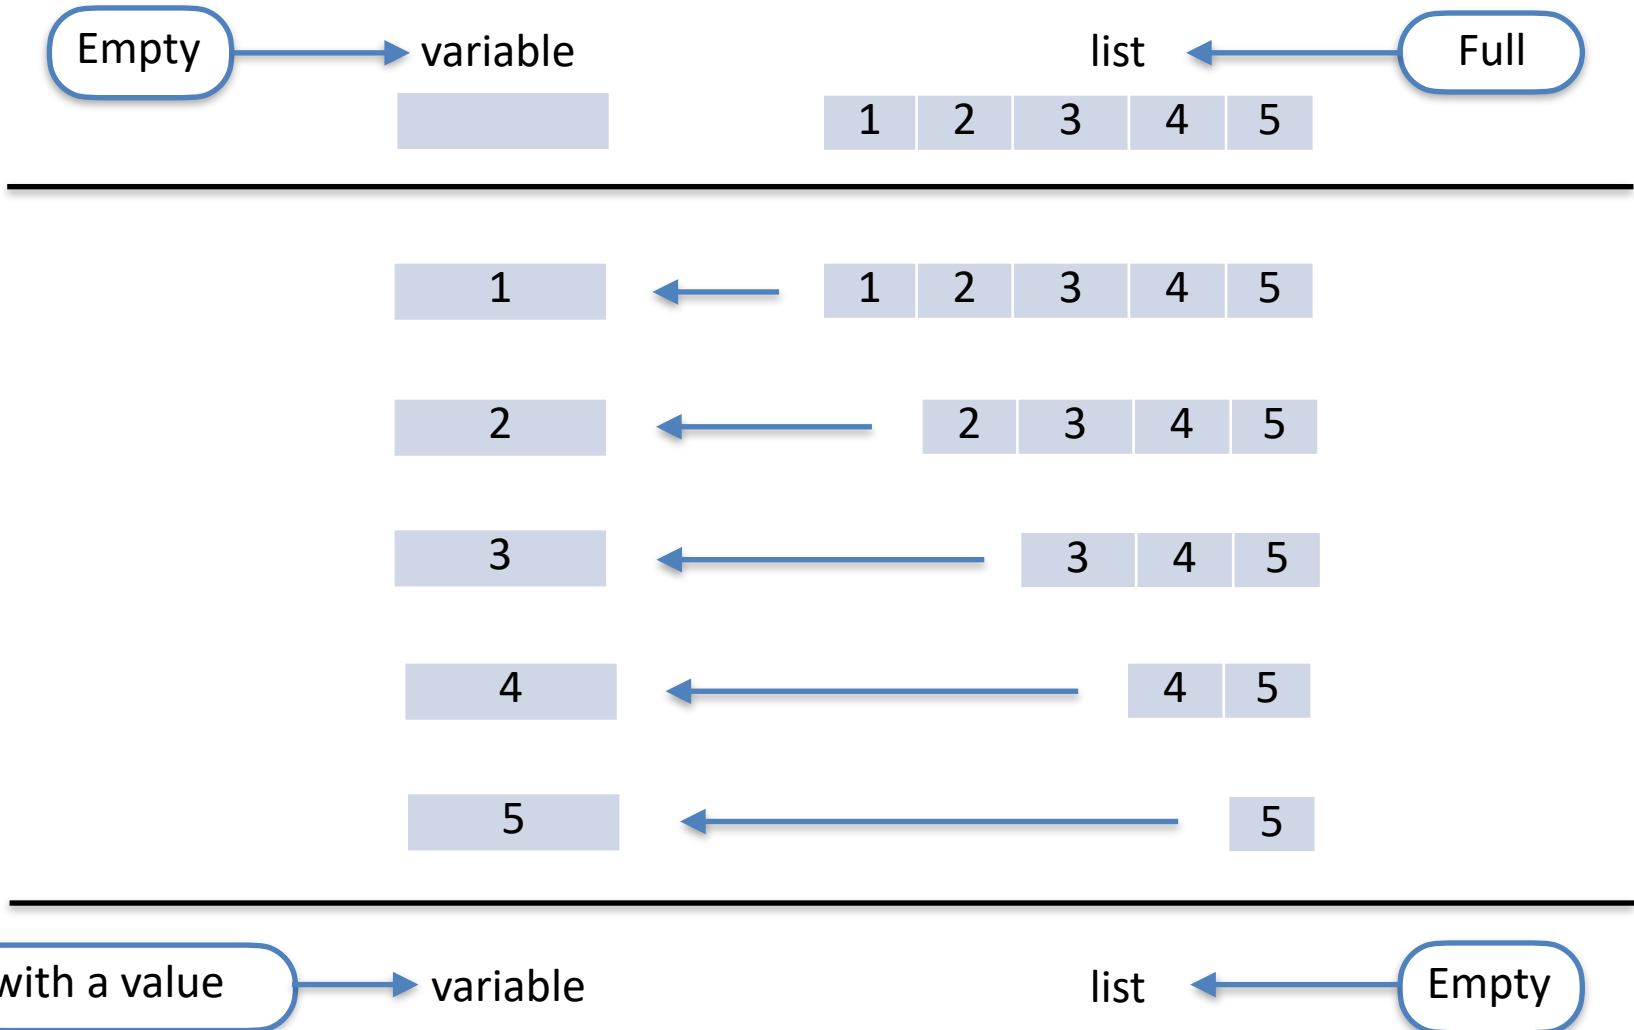 Empty variable list Full
1 2 3 4 5
1 1 2 3 4 5
2 2 3 4 5
3 3 4 5
4 4 5
5 5
with a value variable list Empty